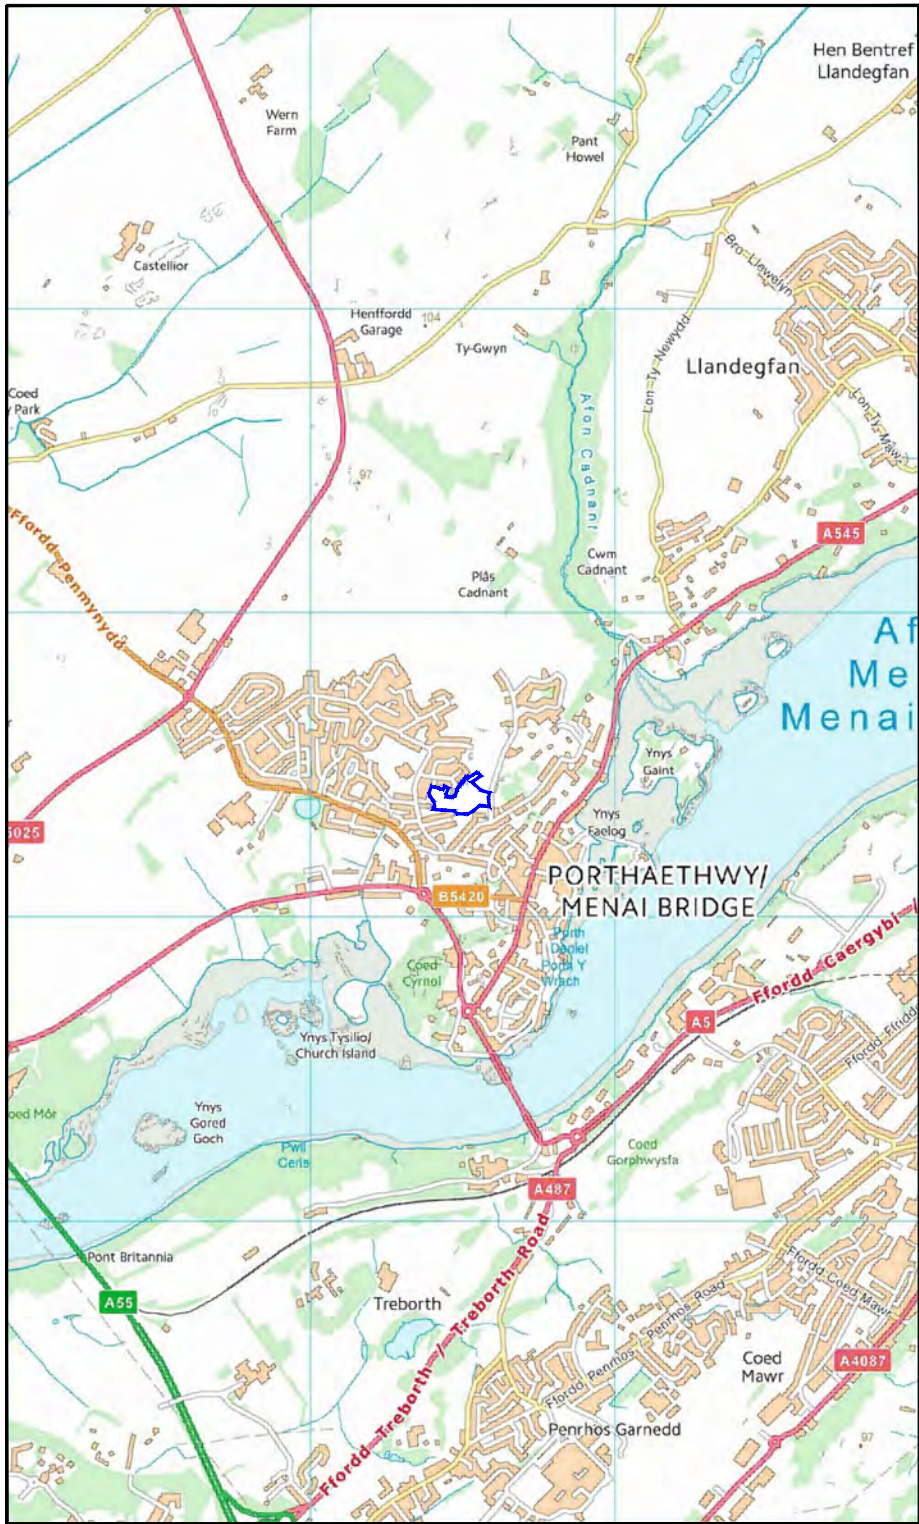 Hen Bentref
Llandegfan
Wern
Farm
Pant
Howel
Bro-Llewelyn
Castellior
Henffordd
Garage
104
Ty-Gwyn
Lon-Ty-Newydd
Llandegfan
Coed
y Park
Afon Cadnant
Lon-Ty-Mawr
97
Ffordd-Penmynydd
A545
Cwm
Cadnant
Plâs
Cadnant
Af
Me
Menai
Ynys
Gaint
Ynys
Faelog
5025
PORTHAETHWY/
MENAI BRIDGE
B5420
Porth
Daniel
Porth Y
Wrach
Coed
Cyrnol
Ffordd-Caergybi
A5
Ynys Tysilio/
Church Island
Ffordd Ffriddo
Coed Môr
Ynys
Gored
Goch
Pwll
Ceris
Coed
Gorphwysfa
A487
Pont Britannia
A55
Treborth
Ffordd-Treborth / Treborth-Road
Ffordd Coed Mawr
Ffordd Penrhos / Penrhos-Road
Coed
Mawr
A4087
Penrhos Garnedd
97